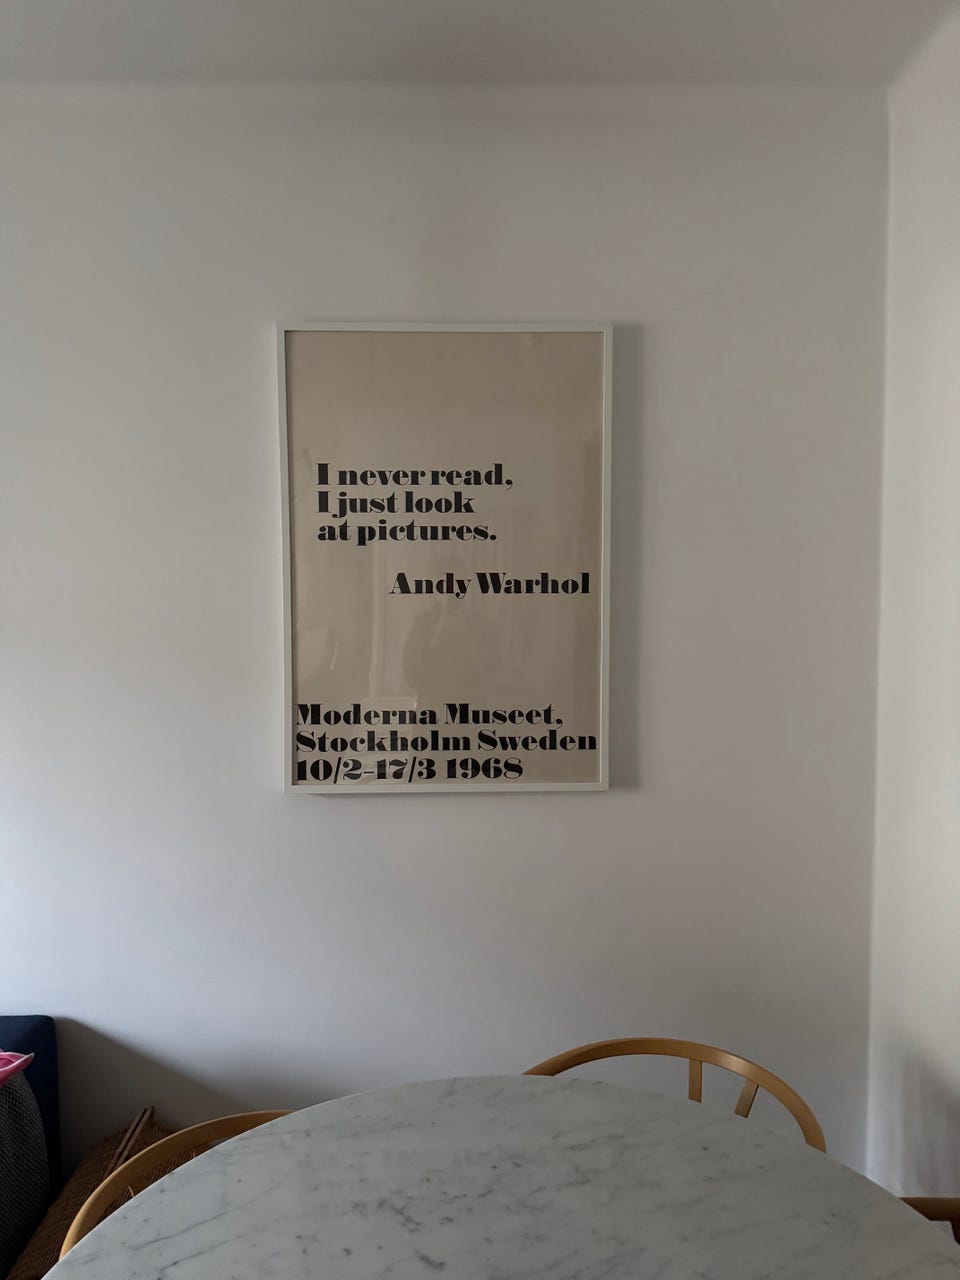 I never read,
I just look
at pictures.
Andy Warhol
Moderna Museet,
Stockholm Sweden
10/2-17/3 1968